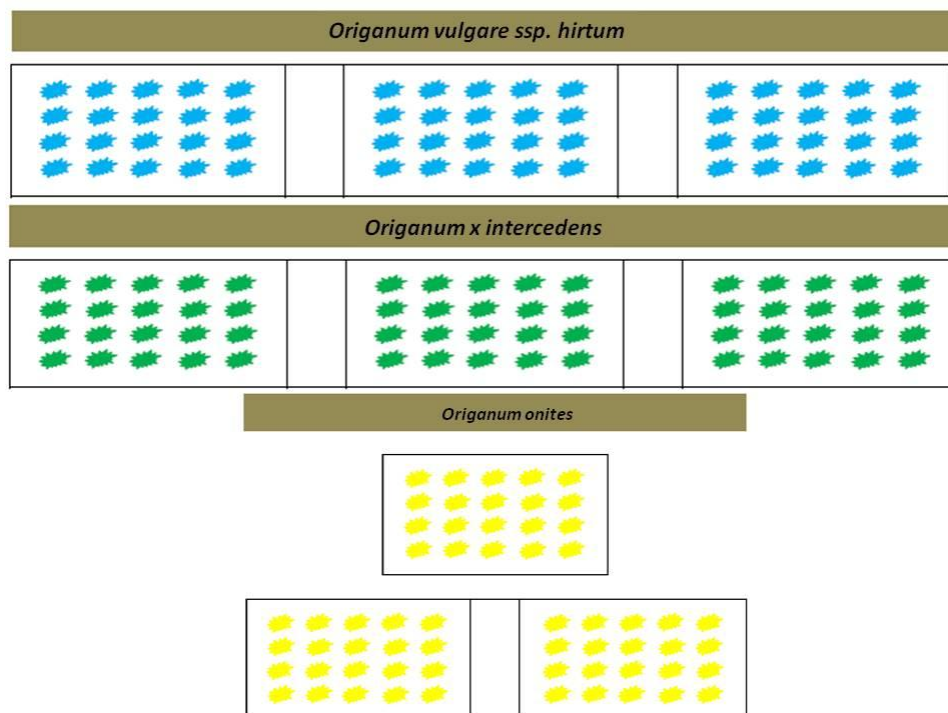 Origanum vulgare ssp. hirtum
Origanum x intercedens
Origanum onites